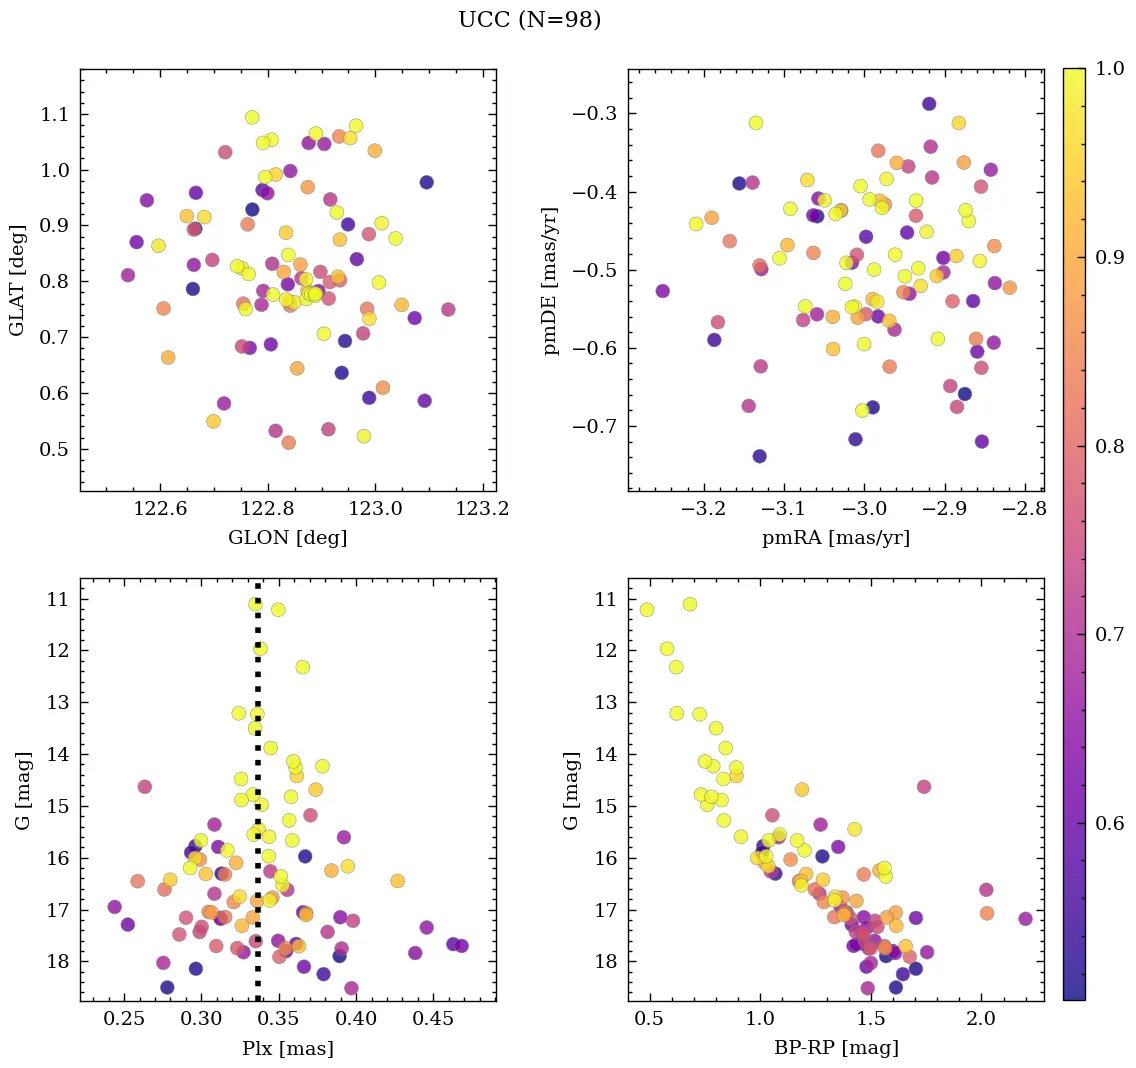 UCC (N=98)
1.1
1.0
0.9
0.8
0.7
0.6
0.5
GLAT [deg]
122.6 122.8 123.0 123.2
GLON [deg]
−0.3
−0.4
−0.5
−0.6
−0.7
pmDE [mas/yr]
−3.2 −3.1 −3.0 −2.9 −2.8
pmRA [mas/yr]
11
12
13
14
15
16
17
18
G [mag]
0.25 0.30 0.35 0.40 0.45
Plx [mas]
11
12
13
14
15
16
17
18
G [mag]
0.5 1.0 1.5 2.0
BP-RP [mag]
1.0
0.9
0.8
0.7
0.6